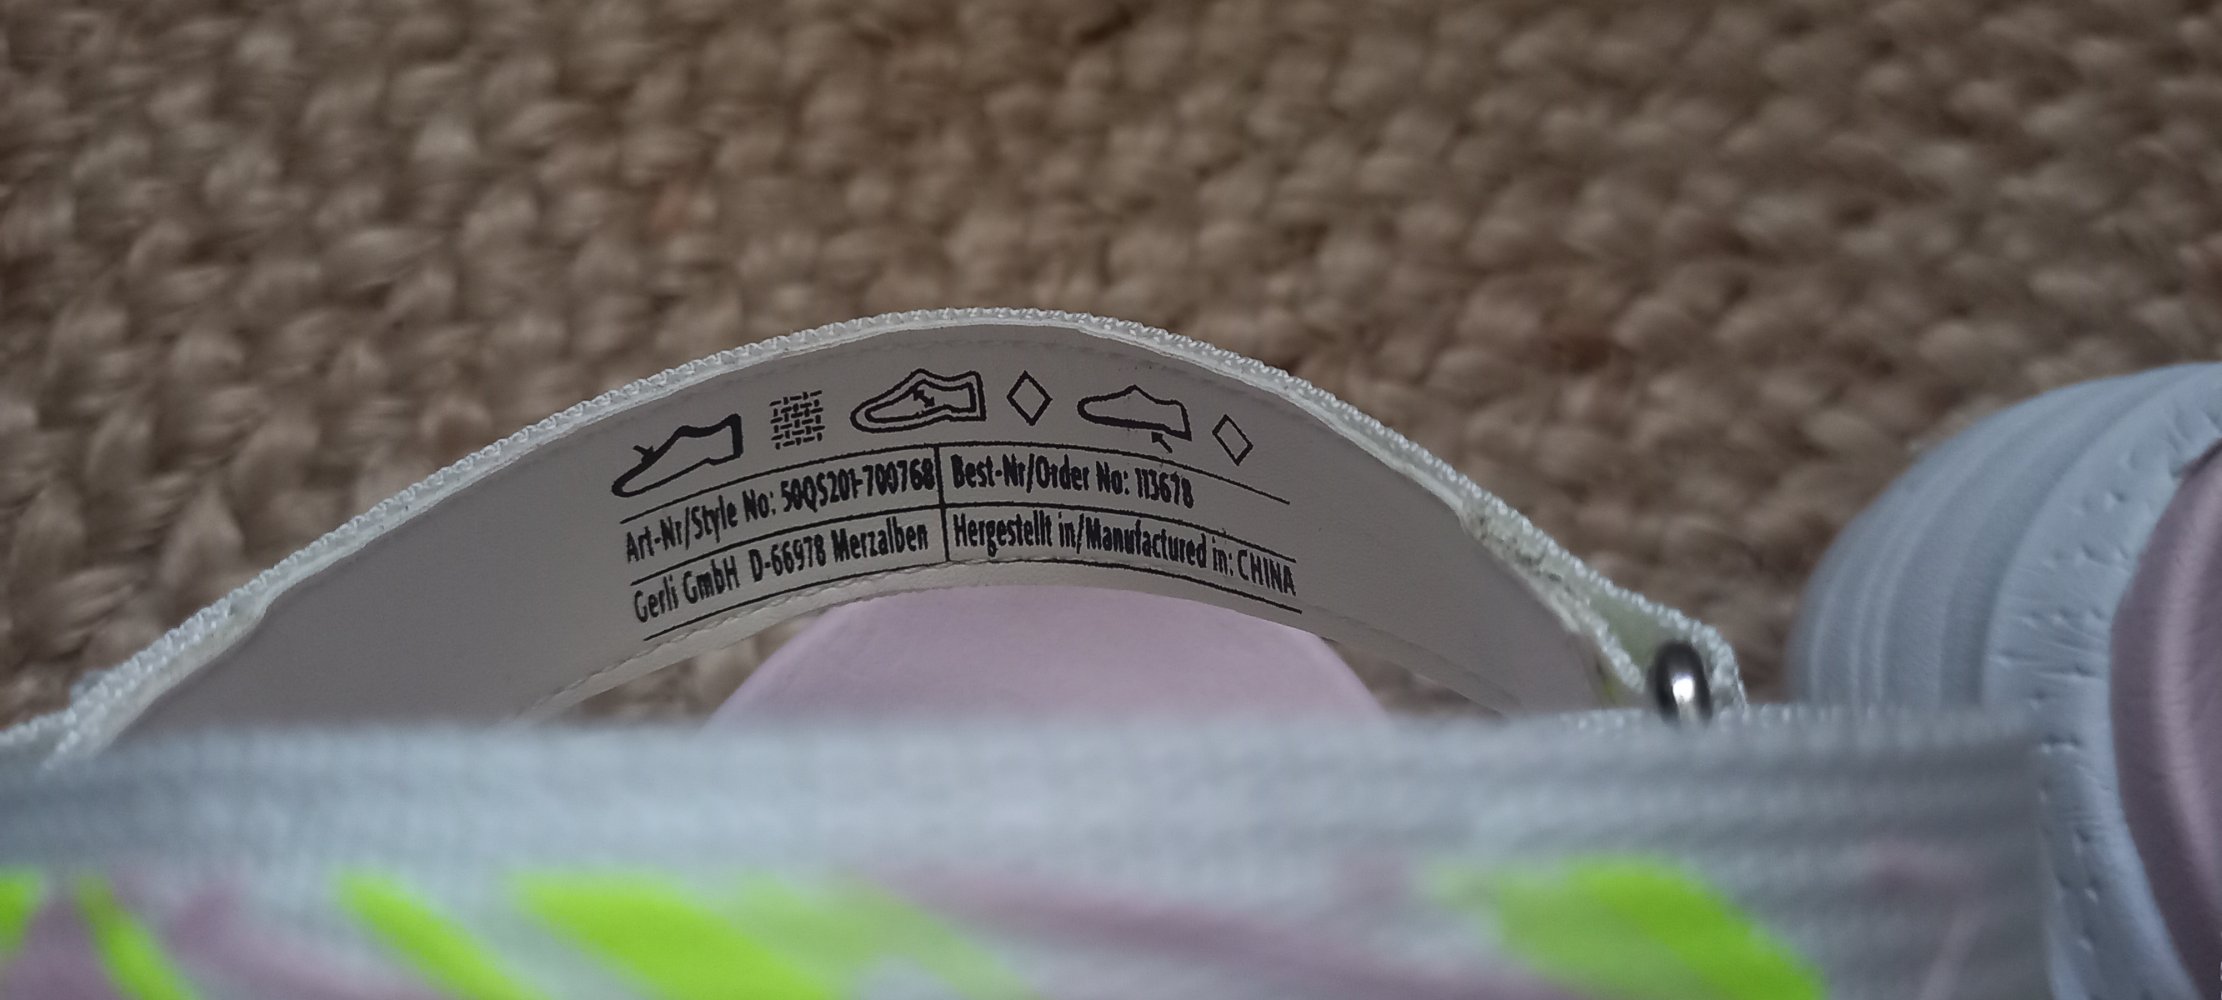 Art-Nr/Style No: 50QS201-700768
Best-Nr/Order No: 113678
Gerli GmbH D-66978 Merzalben
Hergestellt in/Manufactured in: CHINA